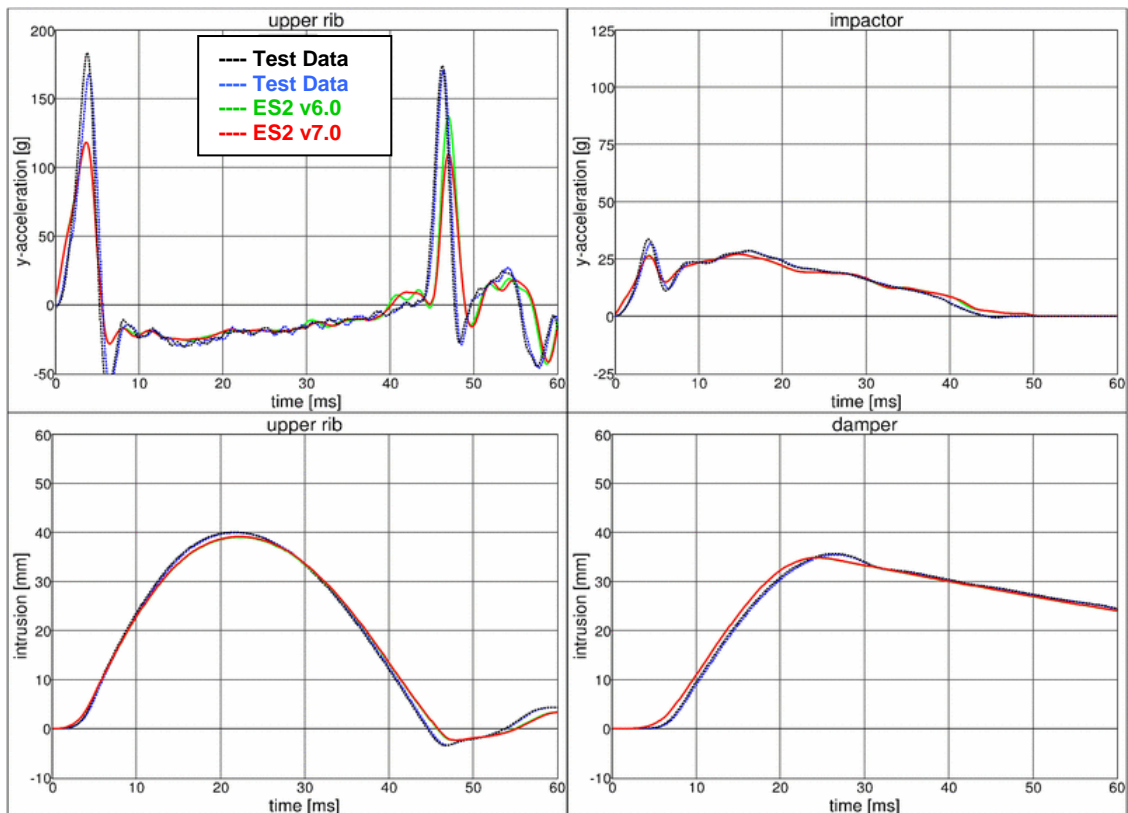 upper rib
200
150
100
50
0
-50
0 10 20 30 40 50 60
y-acceleration [g]
time [ms]
---- Test Data
---- Test Data
---- ES2 v6.0
---- ES2 v7.0
impactor
125
100
75
50
25
0
-25
0 10 20 30 40 50 60
y-acceleration [g]
time [ms]
upper rib
60
50
40
30
20
10
0
-10
0 10 20 30 40 50 60
intrusion [mm]
time [ms]
damper
60
50
40
30
20
10
0
-10
0 10 20 30 40 50 60
intrusion [mm]
time [ms]